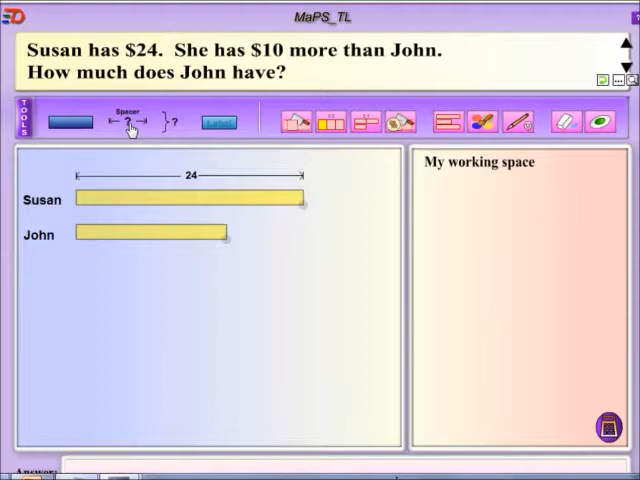 MaPS_TL
Susan has $24. She has $10 more than John.
How much does John have?
TOOLS
Spacer
?
?
Label
My working space
24
Susan
John
Answer: